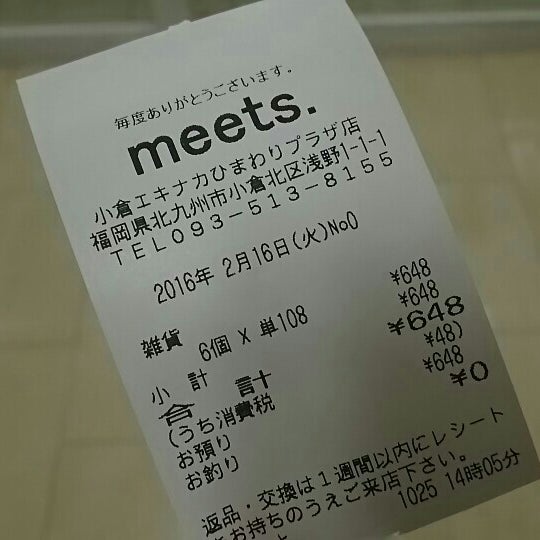 毎度ありがとうございます。
meets.
小倉エキナカひまわりプラザ店
福岡県北九州市小倉北区浅野1-1-1
TEL093-513-8155
2016年 2月16日(火)No0
雑貨
6個 X 単108 ¥648
小 計 ¥648
合 計 ¥648
(うち消費税 ¥48)
お預り ¥648
お釣り ¥0
返品・交換は1週間以内にレシート
をお持ちのうえご来店下さい。
1025 14時05分